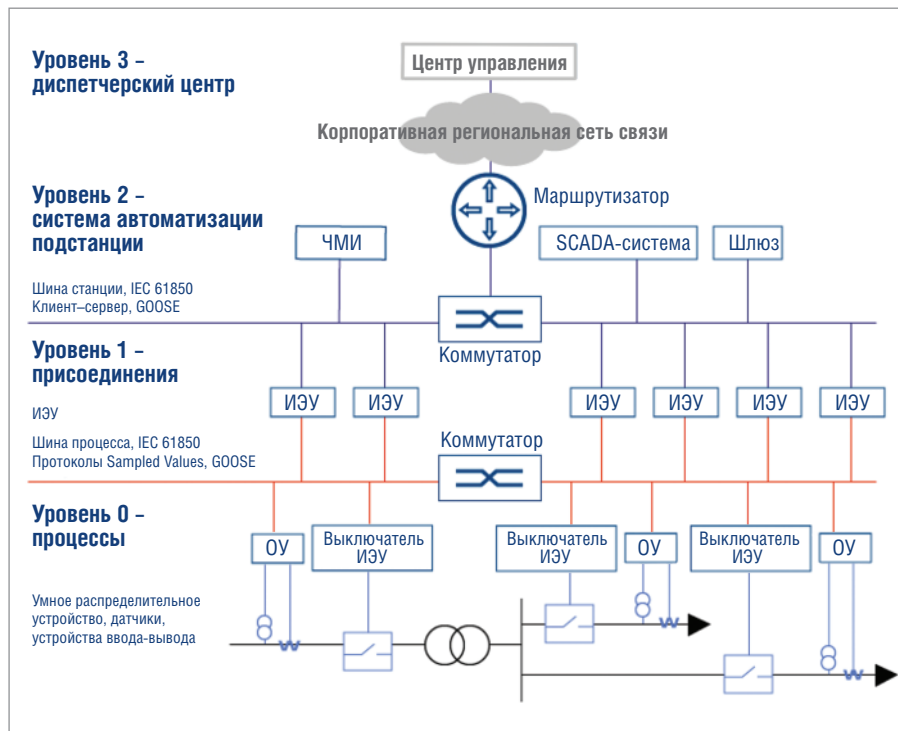 Уровень 3 –
диспетчерский центр
Центр управления
Корпоративная региональная сеть связи
Уровень 2 –
система автоматизации
подстанции
Маршрутизатор
ЧМИ
SCADA-система
Шлюз
Шина станции, IEC 61850
Клиент–сервер, GOOSE
Коммутатор
Уровень 1 –
присоединения
ИЭУ
ИЭУ
ИЭУ
ИЭУ
ИЭУ
ИЭУ
ИЭУ
Шина процесса, IEC 61850
Протоколы Sampled Values, GOOSE
Коммутатор
Уровень 0 –
процессы
ОУ
Выключатель
ИЭУ
Выключатель
ИЭУ
ОУ
Выключатель
ИЭУ
ОУ
Умное распределительное
устройство, датчики,
устройства ввода-вывода